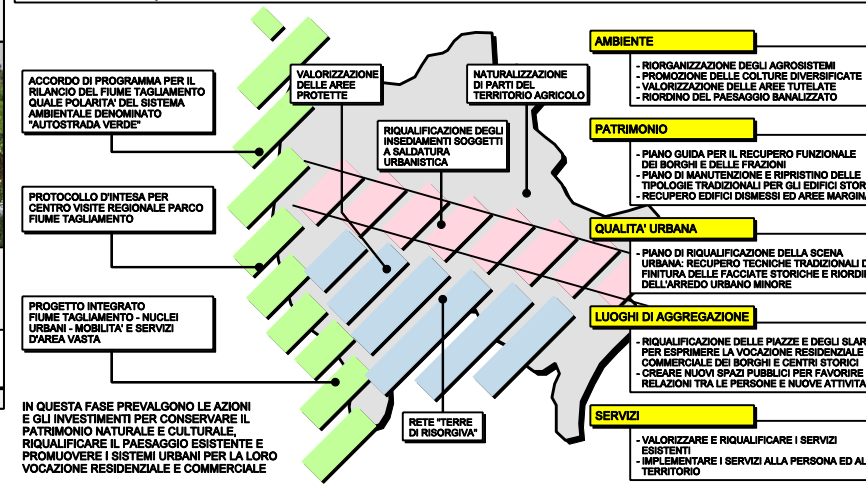 ACCORDO DI PROGRAMMA PER IL
RILANCIO DEL FIUME TAGLIAMENTO
QUALE POLARITA' DEL SISTEMA
AMBIENTALE DENOMINATO
"AUTOSTRADA VERDE"
PROTOCOLLO D'INTESA PER
CENTRO VISITE REGIONALE PARCO
FIUME TAGLIAMENTO
PROGETTO INTEGRATO
FIUME TAGLIAMENTO - NUCLEI
URBANI - MOBILITA' E SERVIZI
D'AREA VASTA
IN QUESTA FASE PREVALGONO LE AZIONI
E GLI INVESTIMENTI PER CONSERVARE IL
PATRIMONIO NATURALE E CULTURALE,
RIQUALIFICARE IL PAESAGGIO ESISTENTE E
PROMUOVERE I SISTEMI URBANI PER LA LORO
VOCAZIONE RESIDENZIALE E COMMERCIALE
VALORIZZAZIONE
DELLE AREE
PROTETTE
NATURALIZZAZIONE
DI PARTI DEL
TERRITORIO AGRICOLO
RIQUALIFICAZIONE DEGLI
INSEDIAMENTI SOGGETTI
A SALDATURA
URBANISTICA
RETE "TERRE
DI RISORGIVA"
AMBIENTE
- RIORGANIZZAZIONE DEGLI AGROSISTEMI
- PROMOZIONE DELLE COLTURE DIVERSIFICATE
- VALORIZZAZIONE DELLE AREE TUTELATE
- RIORDINO DEL PAESAGGIO BANALIZZATO
PATRIMONIO
- PIANO GUIDA PER IL RECUPERO FUNZIONALE
DEI BORGHI E DELLE FRAZIONI
- PIANO DI MANUTENZIONE E RIPRISTINO DELLE
TIPOLOGIE TRADIZIONALI PER GLI EDIFICI STOR
- RECUPERO EDIFICI DISMESSI ED AREE MARGINA
QUALITA' URBANA
- PIANO DI RIQUALIFICAZIONE DELLA SCENA
URBANA: RECUPERO TECNICHE TRADIZIONALI D
FINITURA DELLE FACCIATE STORICHE E RIORDI
DELL'ARREDO URBANO MINORE
LUOGHI DI AGGREGAZIONE
- RIQUALIFICAZIONE DELLE PIAZZE E DEGLI SLAR
PER ESPRIMERE LA VOCAZIONE RESIDENZIALE
COMMERCIALE DEI BORGHI E CENTRI STORICI
- CREARE NUOVI SPAZI PUBBLICI PER FAVORIRE
RELAZIONI TRA LE PERSONE E NUOVE ATTIVITA
SERVIZI
- VALORIZZARE E RIQUALIFICARE I SERVIZI
ESISTENTI
- IMPLEMENTARE I SERVIZI ALLA PERSONA ED AL
TERRITORIO